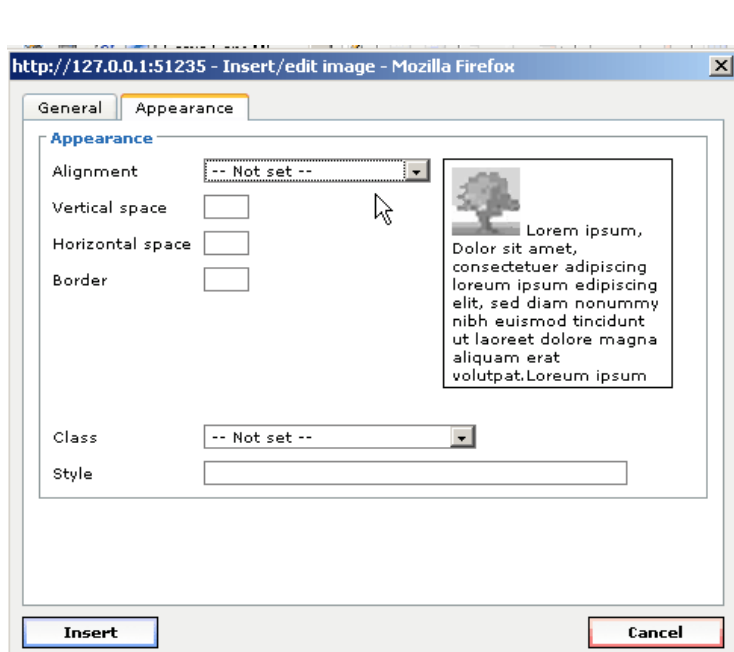 http://127.0.0.1:51235 - Insert/edit image - Mozilla Firefox
General Appearance
Appearance
Alignment -- Not set --
Vertical space
Horizontal space
Border
Lorem ipsum,
Dolor sit amet,
consectetuer adipiscing
loreum ipsum edipiscing
elit, sed diam nonummy
nibh euismod tincidunt
ut laoreet dolore magna
aliquam erat
volutpat.Loreum ipsum
Class -- Not set --
Style
Insert Cancel